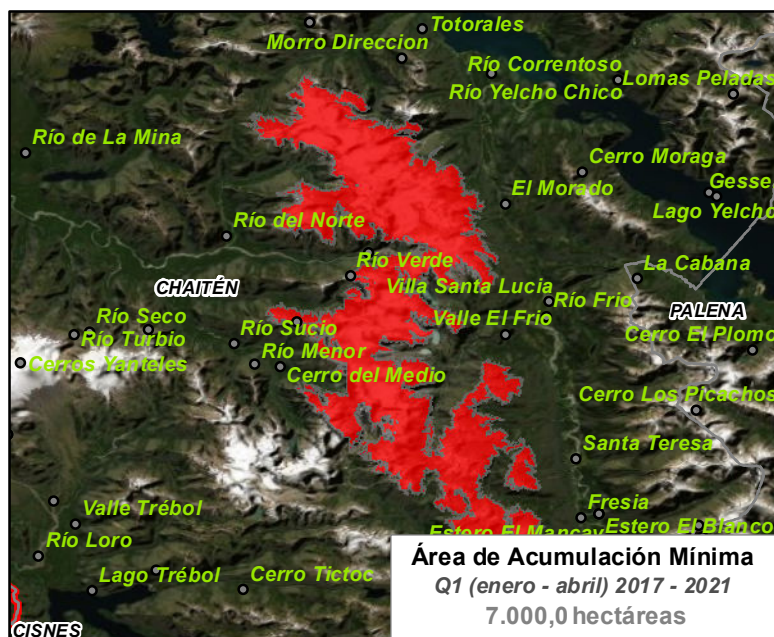 Totorales
Morro Direccion
Río Correntoso
Lomas Peladas
Río Yelcho Chico
Río de La Mina
Cerro Moraga
Gesse
El Morado
Lago Yelcho
Río del Norte
Río Verde
La Cabana
CHAITÉN
Villa Santa Lucia
Río Frio
Río Seco
Río Sucio
Valle El Frio
PALENA
Río Turbio
Cerro El Plomo
Cerros Yanteles
Río Menor
Cerro del Medio
Cerro Los Picachos
Santa Teresa
Valle Trébol
Fresia
Estero El Mancay
Estero El Blanco
Río Loro
Lago Trébol
Cerro Tictoc
CISNES
Área de Acumulación Mínima
Q1 (enero - abril) 2017 - 2021
7.000,0 hectáreas